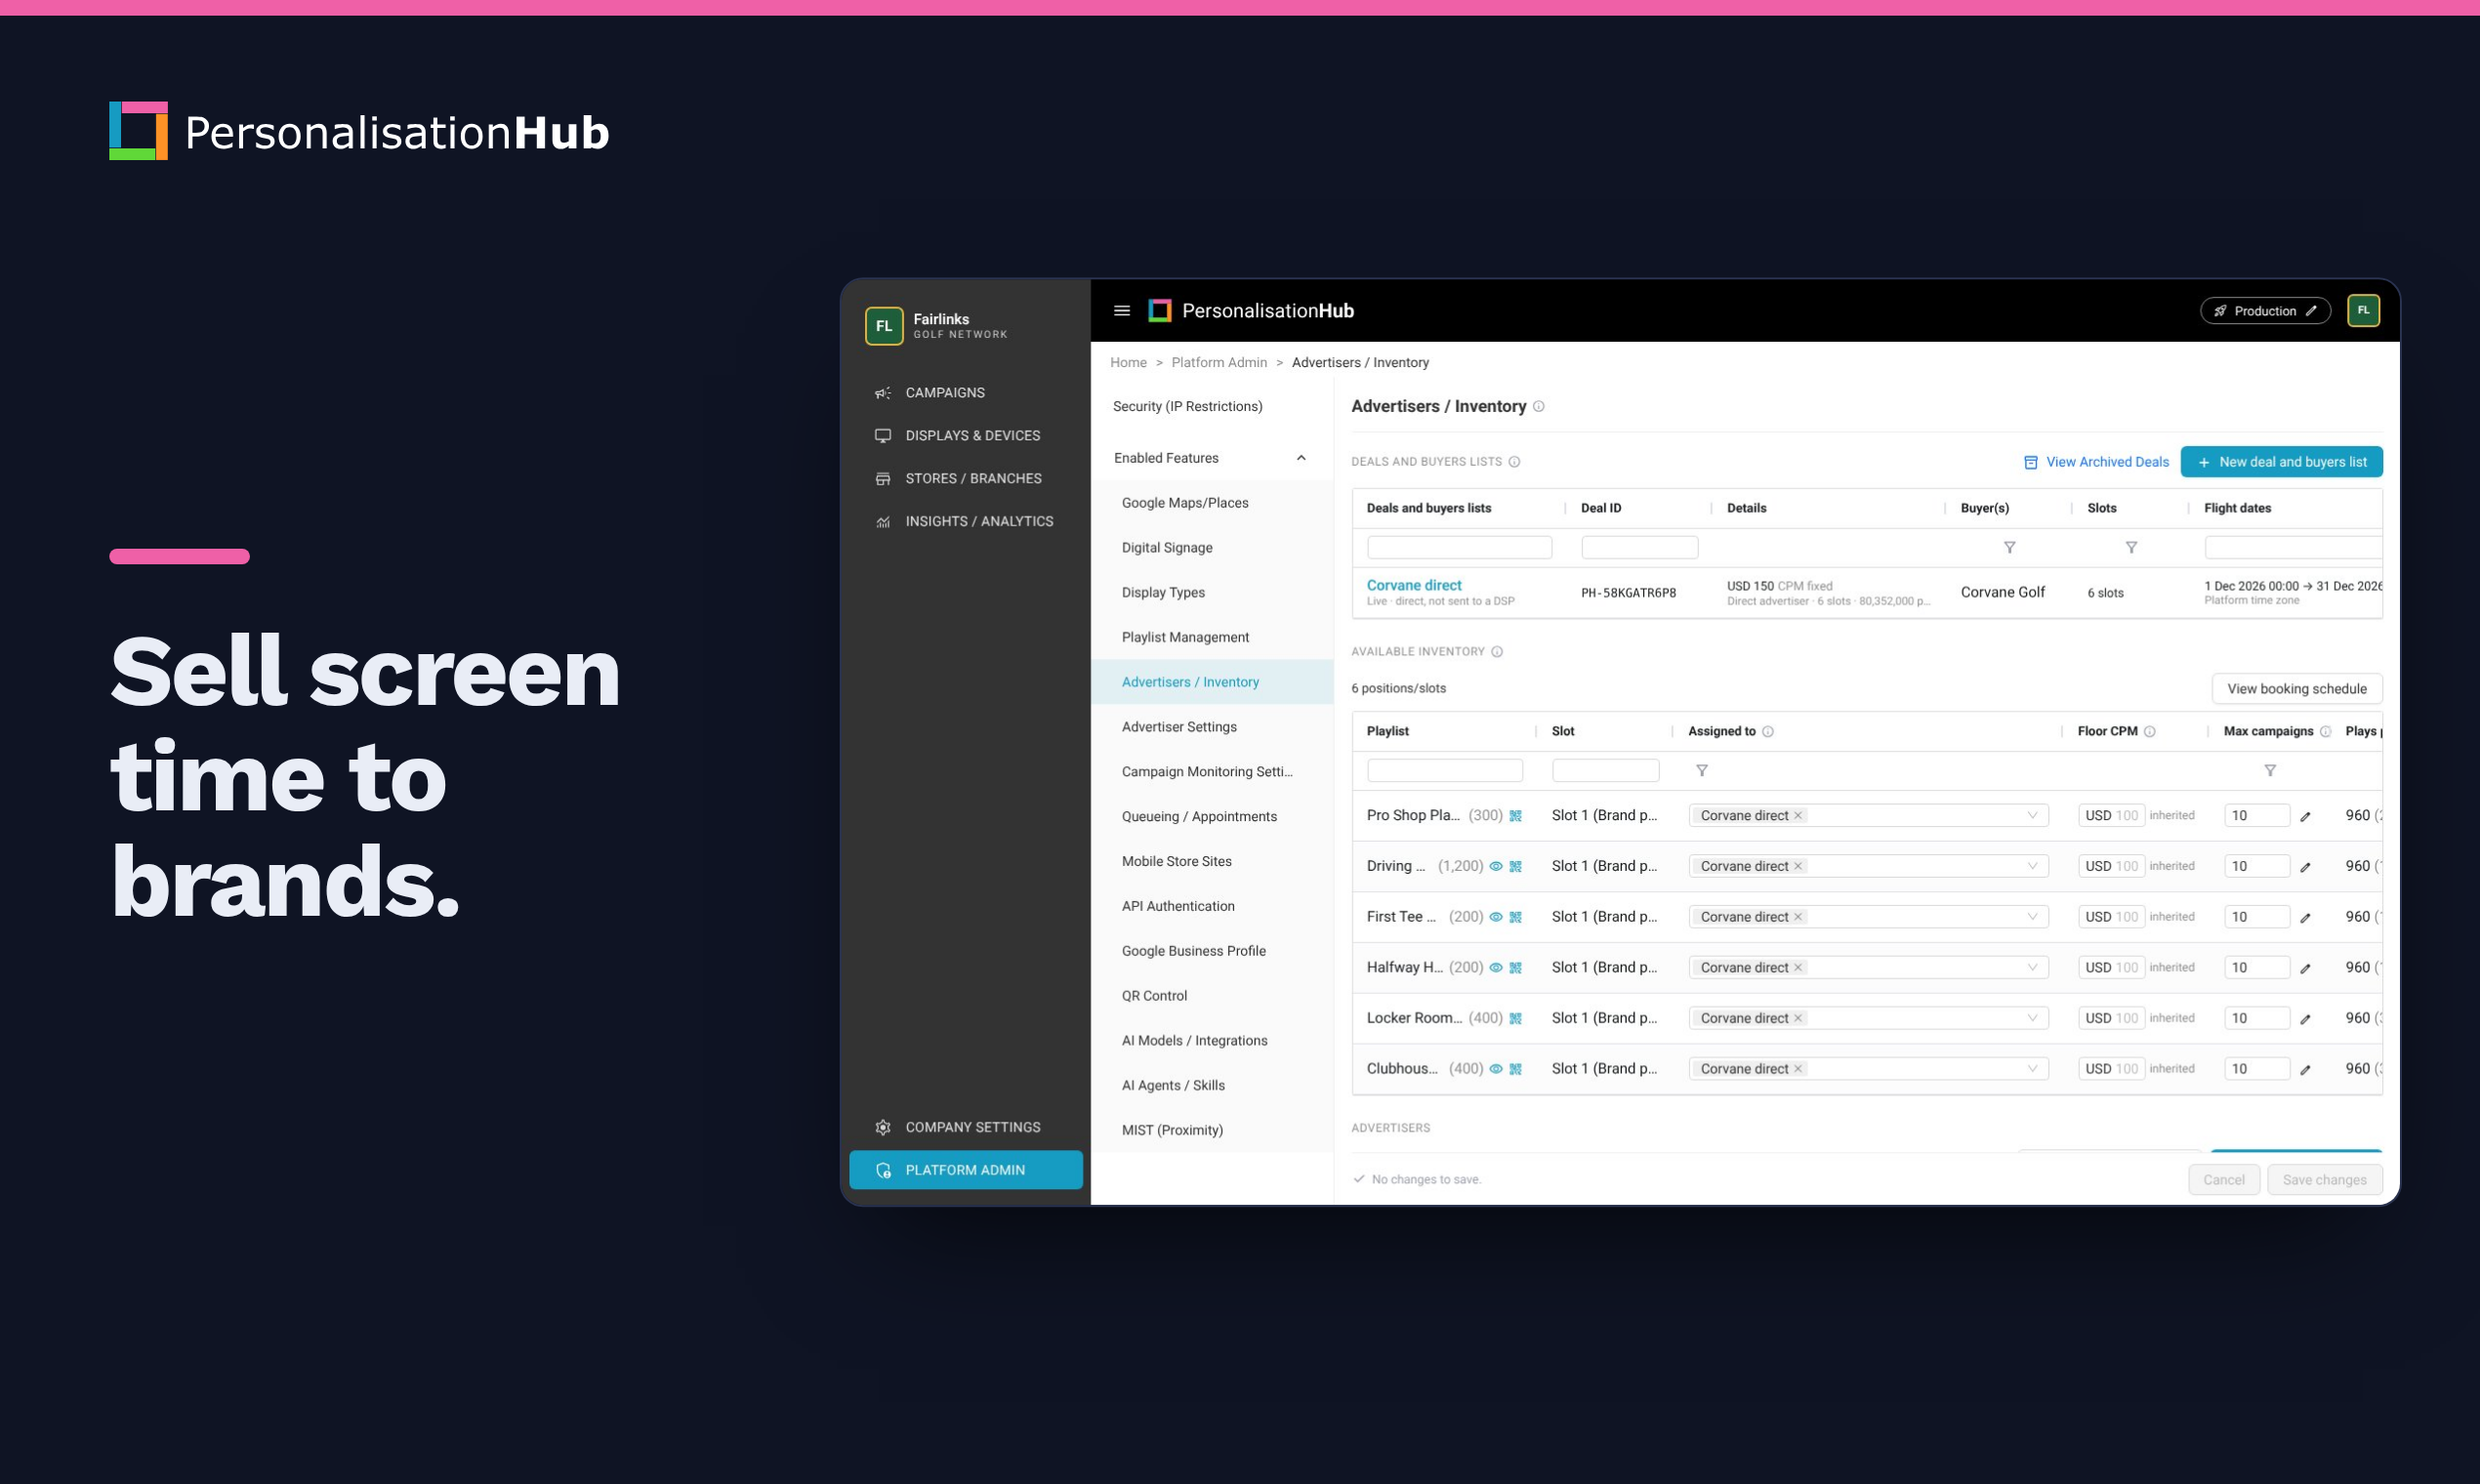 PersonalisationHub
Sell screen
time to
brands.
FL
Fairlinks
GOLF NETWORK
CAMPAIGNS
DISPLAYS & DEVICES
STORES / BRANCHES
INSIGHTS / ANALYTICS
COMPANY SETTINGS
PLATFORM ADMIN
PersonalisationHub
Production
FL
Home > Platform Admin > Advertisers / Inventory
Security (IP Restrictions)
Enabled Features
Google Maps/Places
Digital Signage
Display Types
Playlist Management
Advertisers / Inventory
Advertiser Settings
Campaign Monitoring Setti...
Queueing / Appointments
Mobile Store Sites
API Authentication
Google Business Profile
QR Control
AI Models / Integrations
AI Agents / Skills
MIST (Proximity)
Advertisers / Inventory
DEALS AND BUYERS LISTS
View Archived Deals
+ New deal and buyers list
Deals and buyers lists Deal ID Details Buyer(s) Slots Flight dates
Corvane direct PH-58KGATR6P8 USD 150 CPM fixed Corvane Golf 6 slots 1 Dec 2026 00:00 → 31 Dec 2026
Live · direct, not sent to a DSP Direct advertiser · 6 slots · 80,352,000 p... Platform time zone
AVAILABLE INVENTORY
6 positions/slots
View booking schedule
Playlist Slot Assigned to Floor CPM Max campaigns Plays
Pro Shop Pla... (300) Slot 1 (Brand p... Corvane direct × USD 100 inherited 10 960
Driving ... (1,200) Slot 1 (Brand p... Corvane direct × USD 100 inherited 10 960
First Tee ... (200) Slot 1 (Brand p... Corvane direct × USD 100 inherited 10 960
Halfway H... (200) Slot 1 (Brand p... Corvane direct × USD 100 inherited 10 960
Locker Room... (400) Slot 1 (Brand p... Corvane direct × USD 100 inherited 10 960
Clubhous... (400) Slot 1 (Brand p... Corvane direct × USD 100 inherited 10 960
ADVERTISERS
No changes to save.
Cancel
Save changes